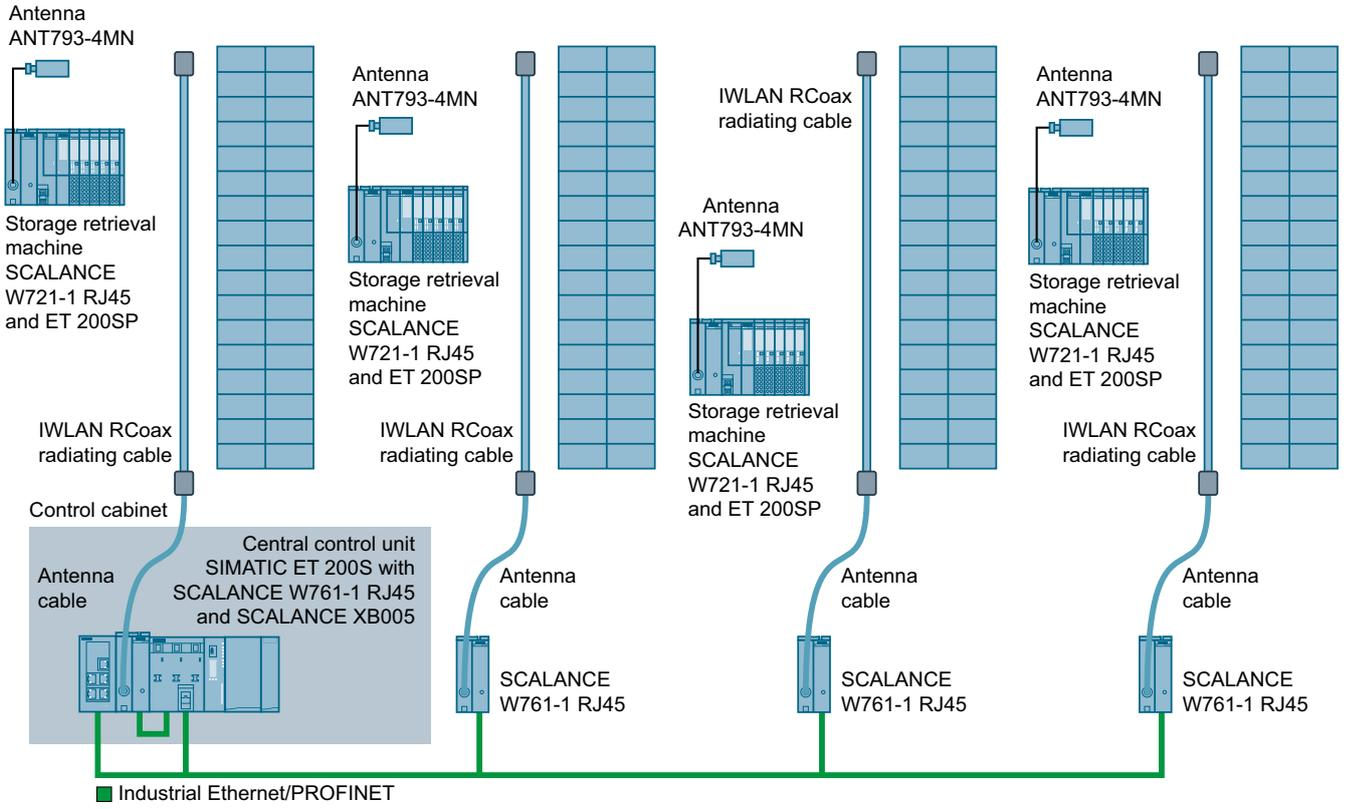 Antenna
ANT793-4MN
Storage retrieval
machine
SCALANCE
W721-1 RJ45
and ET 200SP
IWLAN RCoax
radiating cable
Antenna
ANT793-4MN
Storage retrieval
machine
SCALANCE
W721-1 RJ45
and ET 200SP
IWLAN RCoax
radiating cable
IWLAN RCoax
radiating cable
Antenna
ANT793-4MN
Storage retrieval
machine
SCALANCE
W721-1 RJ45
and ET 200SP
Antenna
ANT793-4MN
Storage retrieval
machine
SCALANCE
W721-1 RJ45
and ET 200SP
IWLAN RCoax
radiating cable
Control cabinet
Central control unit
SIMATIC ET 200S with
SCALANCE W761-1 RJ45
and SCALANCE XB005
Antenna
cable
Antenna
cable
SCALANCE
W761-1 RJ45
Antenna
cable
SCALANCE
W761-1 RJ45
Antenna
cable
SCALANCE
W761-1 RJ45
Industrial Ethernet/PROFINET